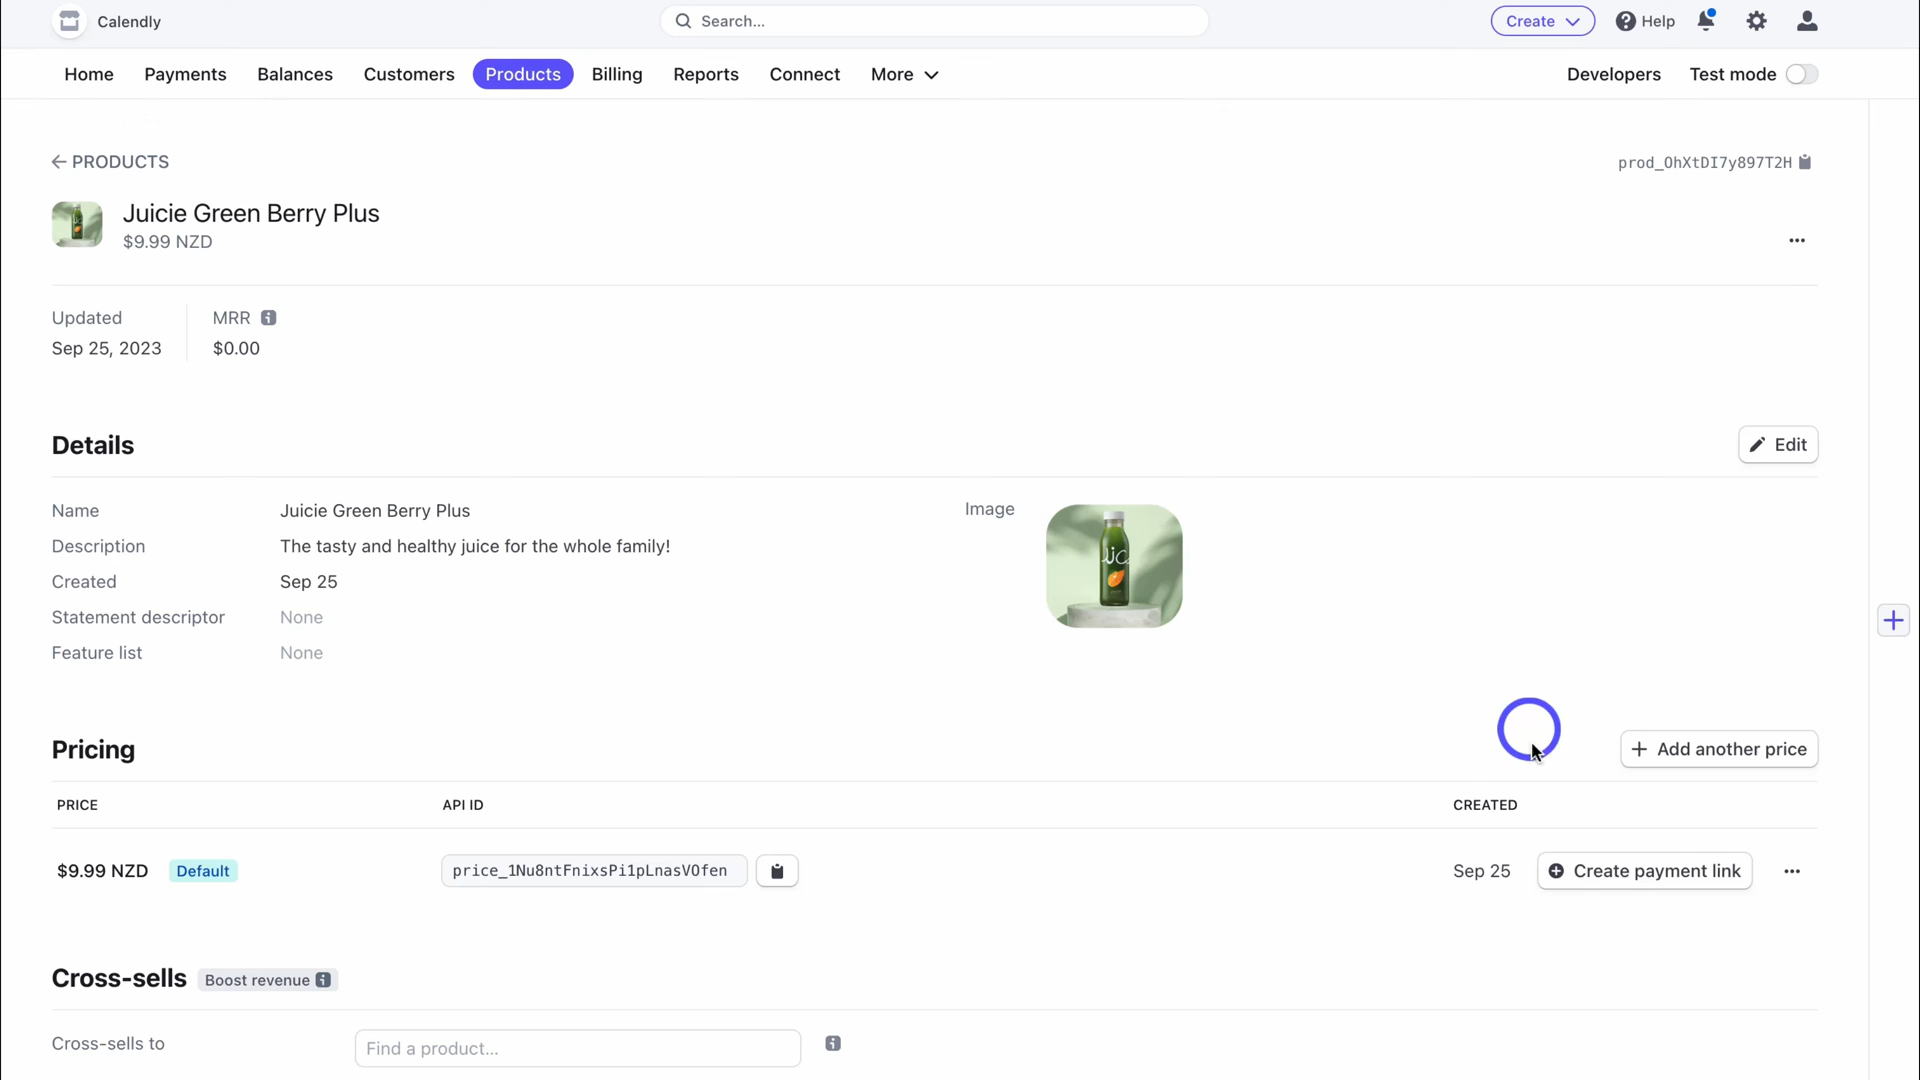 Calendly
Search...
Create
Help
Home
Payments
Balances
Customers
Products
Billing
Reports
Connect
More
Developers
Test mode
PRODUCTS
prod_OhXtDI7y897T2H
Juicie Green Berry Plus
$9.99 NZD
Updated
MRR
Sep 25, 2023
$0.00
Details
Edit
Name
Juicie Green Berry Plus
Image
Description
The tasty and healthy juice for the whole family!
Created
Sep 25
Statement descriptor
None
Feature list
None
Pricing
Add another price
PRICE
API ID
CREATED
$9.99 NZD
Default
price_1Nu8ntFnixsPi1pLnasVOfen
Sep 25
Create payment link
Cross-sells
Boost revenue
Cross-sells to
Find a product...